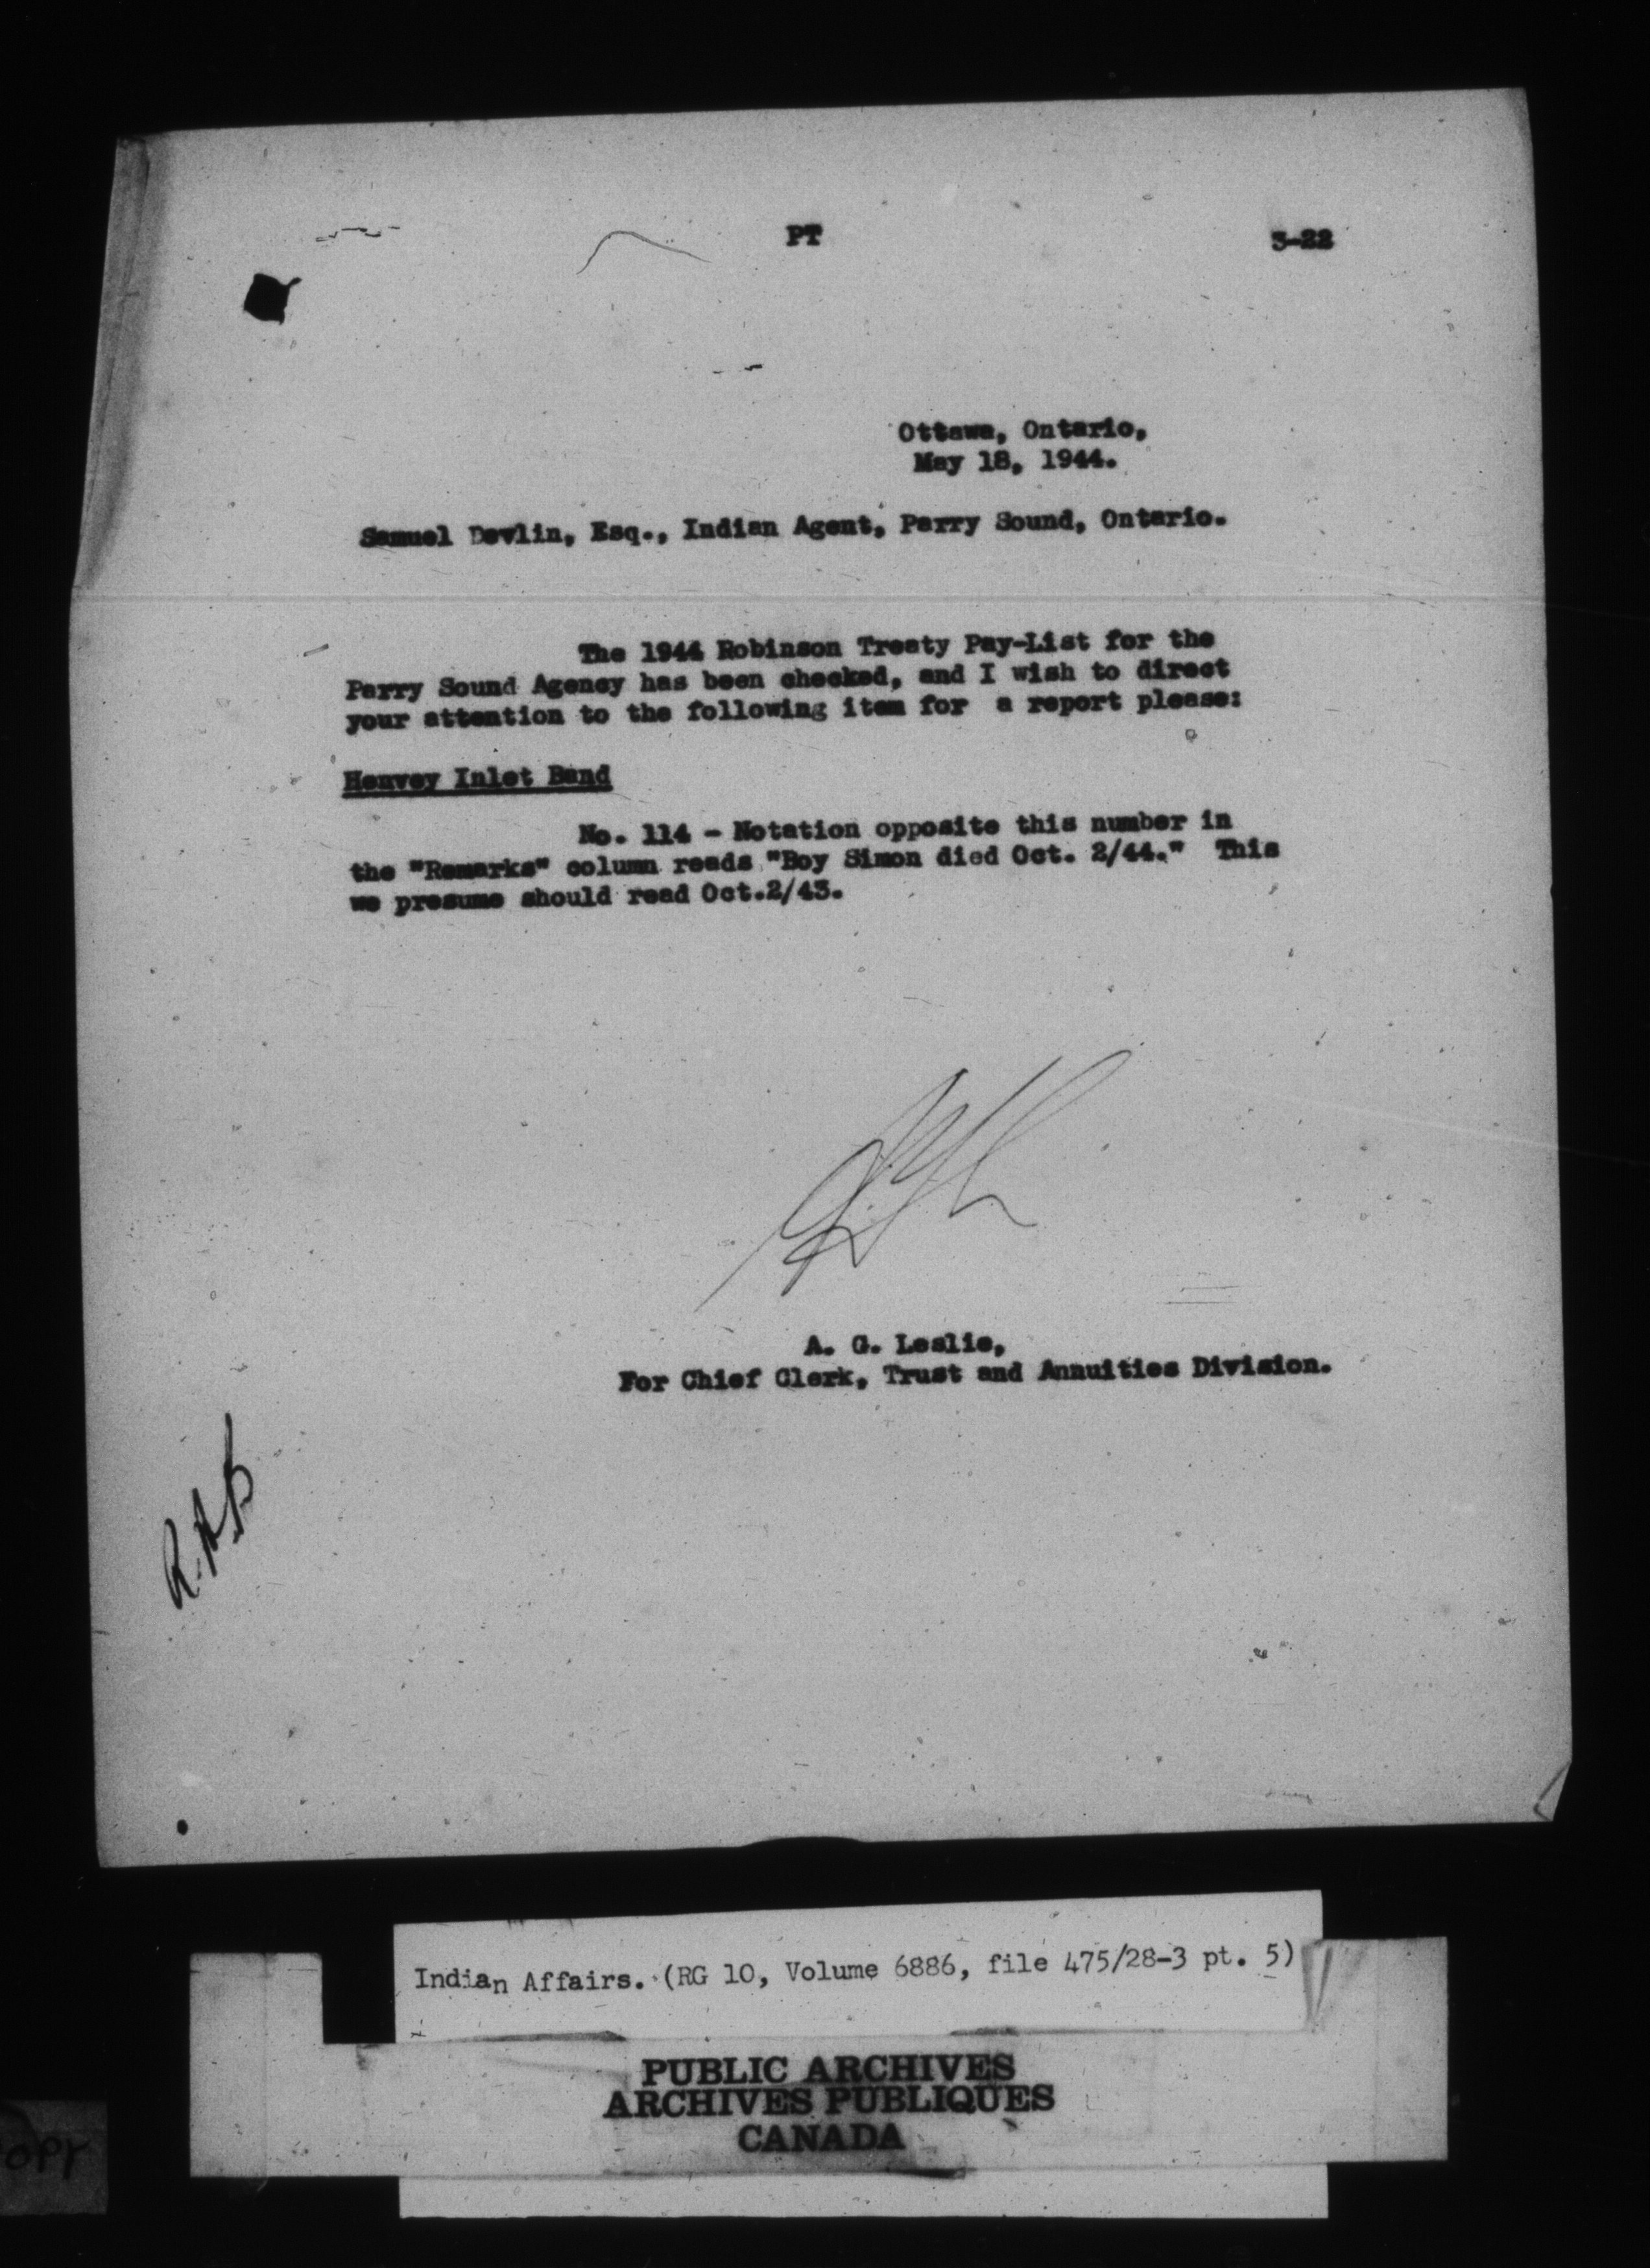 PT 3-22
Ottawa, Ontario,
May 18, 1944.
Samuel Devlin, Esq., Indian Agent, Parry Sound, Ontario.
The 1944 Robinson Treaty Pay-List for the
Parry Sound Agency has been checked, and I wish to direct
your attention to the following item for a report please:
Henvey Inlet Band
No. 114 - Notation opposite this number in
the "Remarks" column reads "Boy Simon died Oct. 2/44." This
we presume should read Oct.2/43.
A. G. Leslie,
For Chief Clerk, Trust and Annuities Division.
Indian Affairs. (RG 10, Volume 6886, file 475/28-3 pt. 5)
PUBLIC ARCHIVES
ARCHIVES PUBLIQUES
CANADA